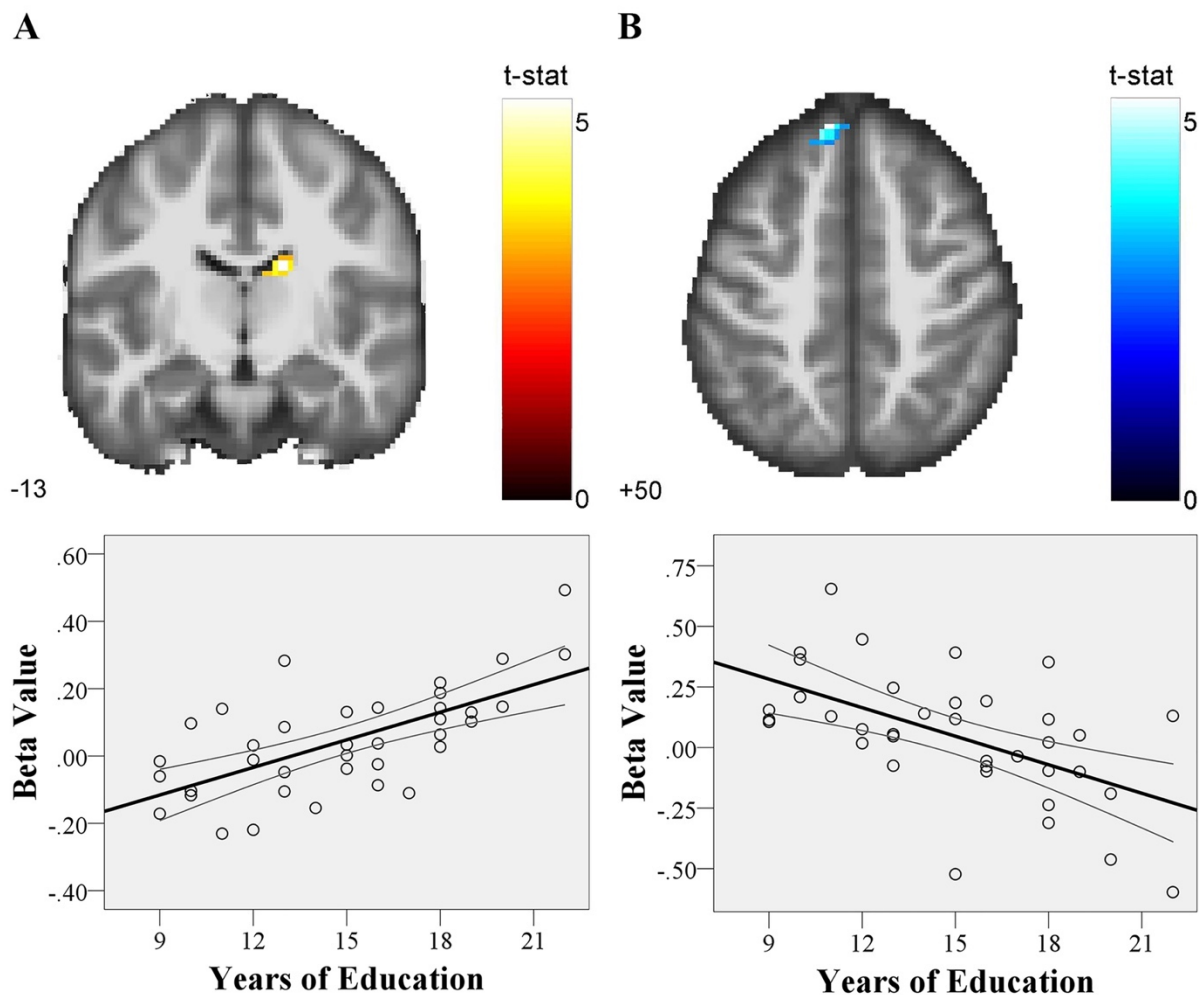 A
B
t-stat
5
0
-13
t-stat
5
0
+50
.60
.40
.20
.00
-.20
-.40
Beta Value
9 12 15 18 21
Years of Education
.75
.50
.25
.00
-.25
-.50
Beta Value
9 12 15 18 21
Years of Education